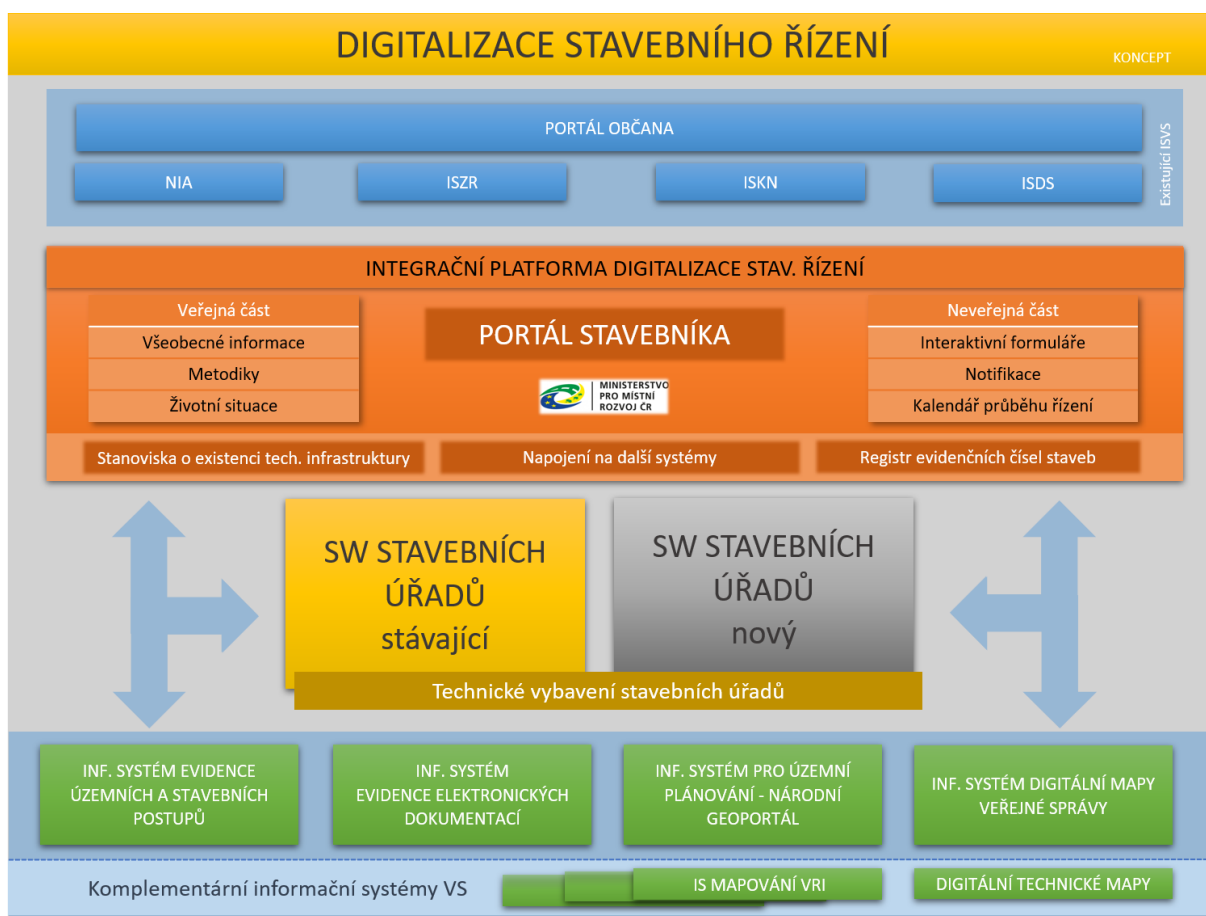 DIGITALIZACE STAVEBNÍHO ŘÍZENÍ
KONCEPT
PORTÁL OBČANA
NIA
ISZR
ISKN
ISDS
Existující ISVS
INTEGRAČNÍ PLATFORMA DIGITALIZACE STAV. ŘÍZENÍ
Veřejná část
Všeobecné informace
Metodiky
Životní situace
PORTÁL STAVEBNÍKA
MINISTERSTVO
PRO MÍSTNÍ
ROZVOJ ČR
Neveřejná část
Interaktivní formuláře
Notifikace
Kalendář průběhu řízení
Stanoviska o existenci tech. infrastruktury
Napojení na další systémy
Registr evidenčních čísel staveb
SW STAVEBNÍCH
ÚŘADŮ
stávající
SW STAVEBNÍCH
ÚŘADŮ
nový
Technické vybavení stavebních úřadů
INF. SYSTÉM EVIDENCE
ÚZEMNÍCH A STAVEBNÍCH
POSTUPŮ
INF. SYSTÉM
EVIDENCE ELEKTRONICKÝCH
DOKUMENTACÍ
INF. SYSTÉM PRO ÚZEMNÍ
PLÁNOVÁNÍ - NÁRODNÍ
GEOPORTÁL
INF. SYSTÉM DIGITÁLNÍ MAPY
VEŘEJNÉ SPRÁVY
Komplementární informační systémy VS
IS MAPOVÁNÍ VRI
DIGITÁLNÍ TECHNICKÉ MAPY